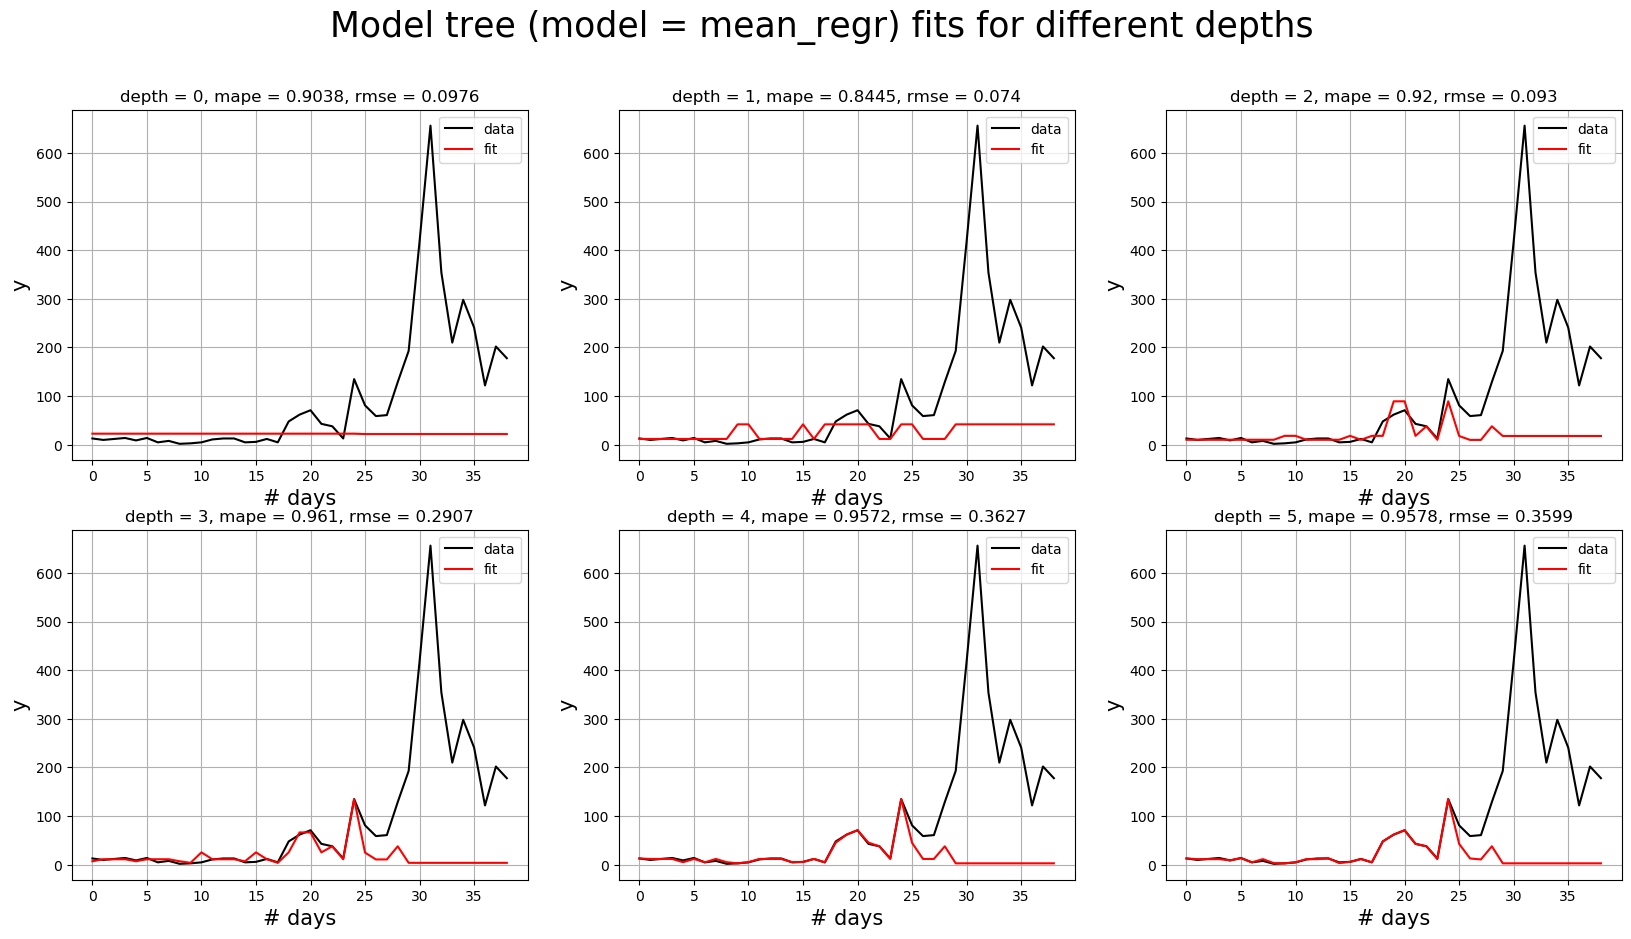 Model tree (model = mean_regr) fits for different depths
depth = 0, mape = 0.9038, rmse = 0.0976
data
fit
600
500
400
300
200
100
0
y
0 5 10 15 20 25 30 35
# days
depth = 1, mape = 0.8445, rmse = 0.074
data
fit
600
500
400
300
200
100
0
y
0 5 10 15 20 25 30 35
# days
depth = 2, mape = 0.92, rmse = 0.093
data
fit
600
500
400
300
200
100
0
y
0 5 10 15 20 25 30 35
# days
depth = 3, mape = 0.961, rmse = 0.2907
data
fit
600
500
400
300
200
100
0
y
0 5 10 15 20 25 30 35
# days
depth = 4, mape = 0.9572, rmse = 0.3627
data
fit
600
500
400
300
200
100
0
y
0 5 10 15 20 25 30 35
# days
depth = 5, mape = 0.9578, rmse = 0.3599
data
fit
600
500
400
300
200
100
0
y
0 5 10 15 20 25 30 35
# days